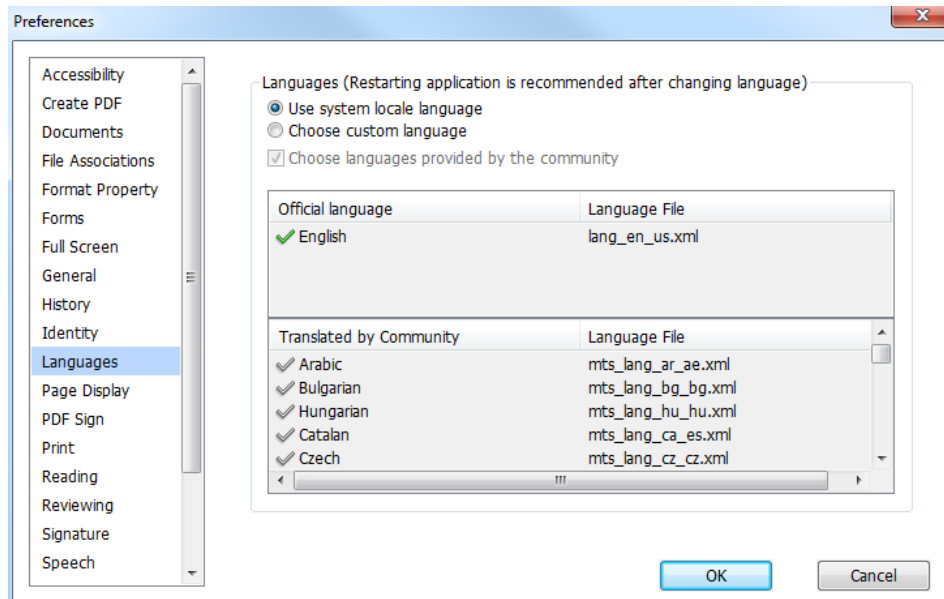 Preferences
Accessibility
Create PDF
Documents
File Associations
Format Property
Forms
Full Screen
General
History
Identity
Languages
Page Display
PDF Sign
Print
Reading
Reviewing
Signature
Speech
Languages (Restarting application is recommended after changing language)
Use system locale language
Choose custom language
Choose languages provided by the community
Official language Language File
English lang_en_us.xml
Translated by Community Language File
Arabic mts_lang_ar_ae.xml
Bulgarian mts_lang_bg_bg.xml
Hungarian mts_lang_hu_hu.xml
Catalan mts_lang_ca_es.xml
Czech mts_lang_cz_cz.xml
OK Cancel